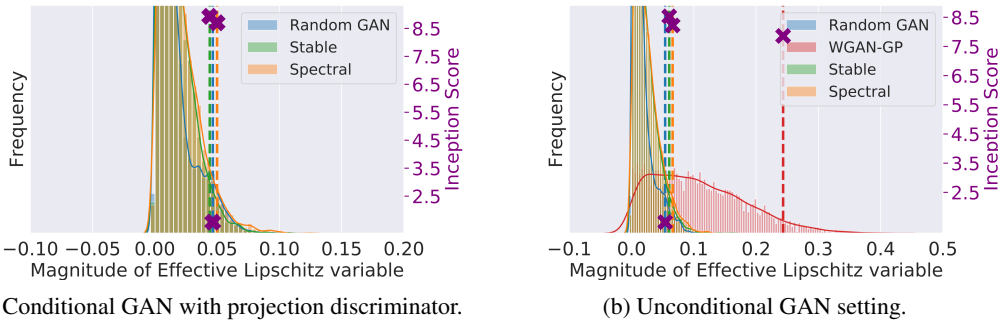 Frequency
Random GAN
Stable
Spectral
8.5
7.5
6.5
5.5
4.5
3.5
2.5
Inception Score
−0.10 −0.05 0.00 0.05 0.10 0.15 0.20
Magnitude of Effective Lipschitz variable
Conditional GAN with projection discriminator.
Frequency
Random GAN
WGAN-GP
Stable
Spectral
8.5
7.5
6.5
5.5
4.5
3.5
2.5
Inception Score
−0.1 0.0 0.1 0.2 0.3 0.4 0.5
Magnitude of Effective Lipschitz variable
(b) Unconditional GAN setting.